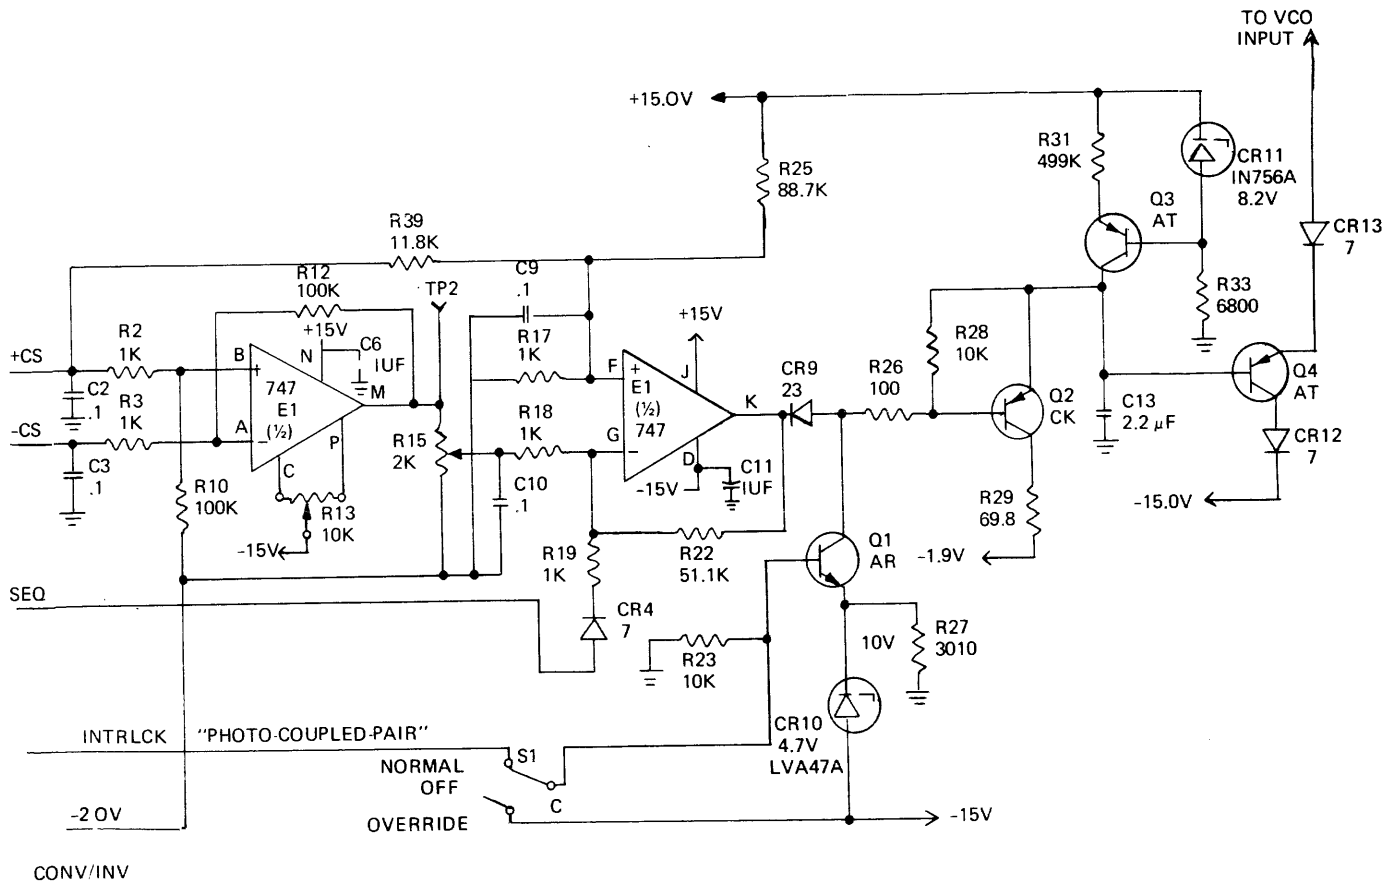 TO VCO
INPUT
+15.0V
R31
499K
CR11
IN756A
8.2V
R25
88.7K
Q3
AT
R39
11.8K
CR13
7
R12
100K
C9
.1
TP2
R33
6800
+15V
+15V
R2
1K
N
C6
IUF
R17
1K
R28
10K
+CS
B
+
M
F
+
J
CR9
23
R26
100
Q4
AT
C2
.1
R3
1K
747
E1
(½)
E1
(½)
747
K
Q2
CK
C13
2.2 µF
-CS
A
−
P
R15
2K
R18
1K
G
−
D
CR12
7
C3
.1
C
C10
.1
-15V
C11
IUF
R10
100K
R13
10K
R29
69.8
-15.0V
-15V
R19
1K
R22
51.1K
Q1
AR
-1.9V
SEQ
CR4
7
10V
R27
3010
R23
10K
CR10
4.7V
LVA47A
INTRLCK "PHOTO-COUPLED-PAIR"
S1
NORMAL
OFF
C
-2 0V
OVERRIDE
-15V
CONV/INV